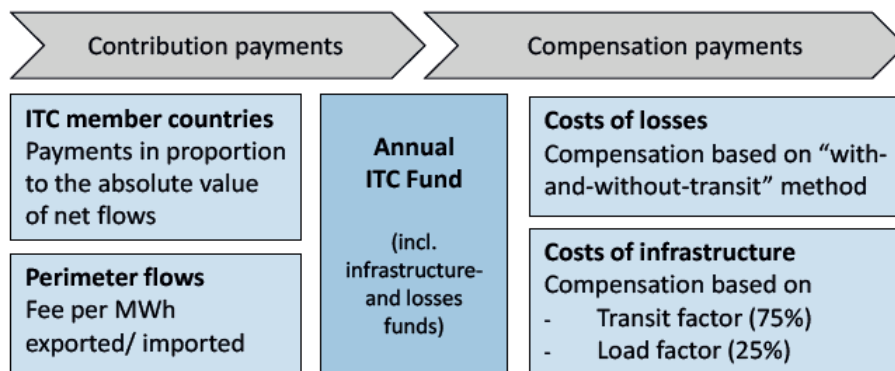 Contribution payments
Compensation payments
ITC member countries
Payments in proportion
to the absolute value
of net flows
Perimeter flows
Fee per MWh
exported/ imported
Annual
ITC Fund
(incl.
infrastructure-
and losses
funds)
Costs of losses
Compensation based on “with-
and-without-transit” method
Costs of infrastructure
Compensation based on
- Transit factor (75%)
- Load factor (25%)